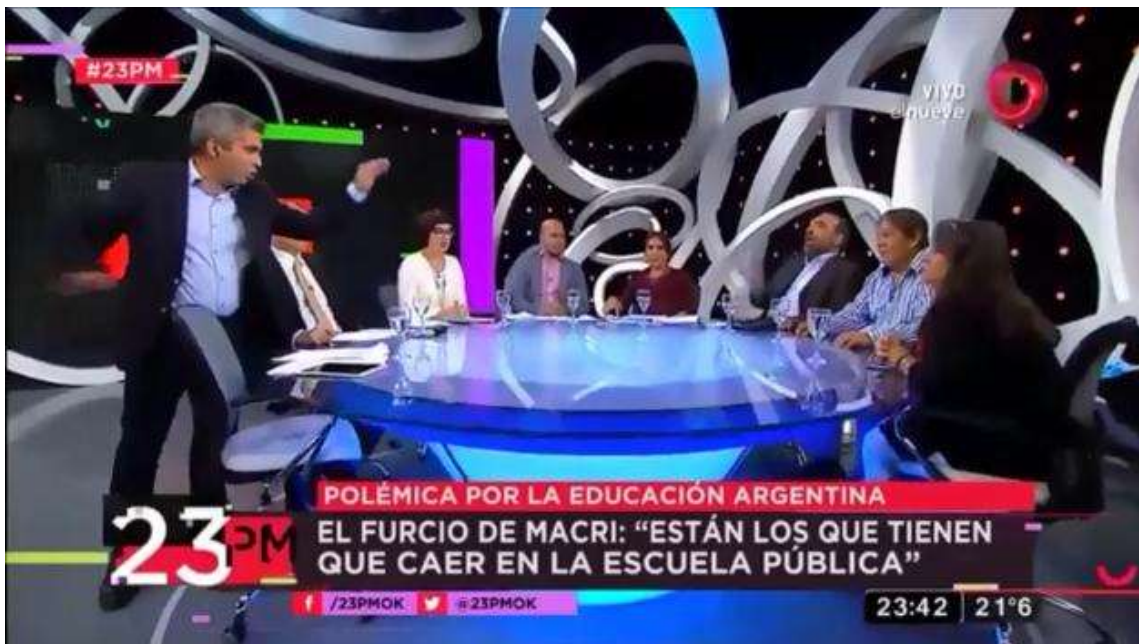 #23PM
VIVO
elnueve
POLÉMICA POR LA EDUCACIÓN ARGENTINA
23PM
EL FURCIO DE MACRI: “ESTÁN LOS QUE TIENEN
QUE CAER EN LA ESCUELA PÚBLICA”
f /23PMOK @23PMOK
23:42 21°6